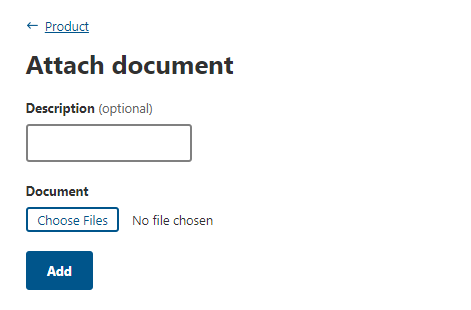 ← Product
Attach document
Description (optional)
Document
Choose Files No file chosen
Add